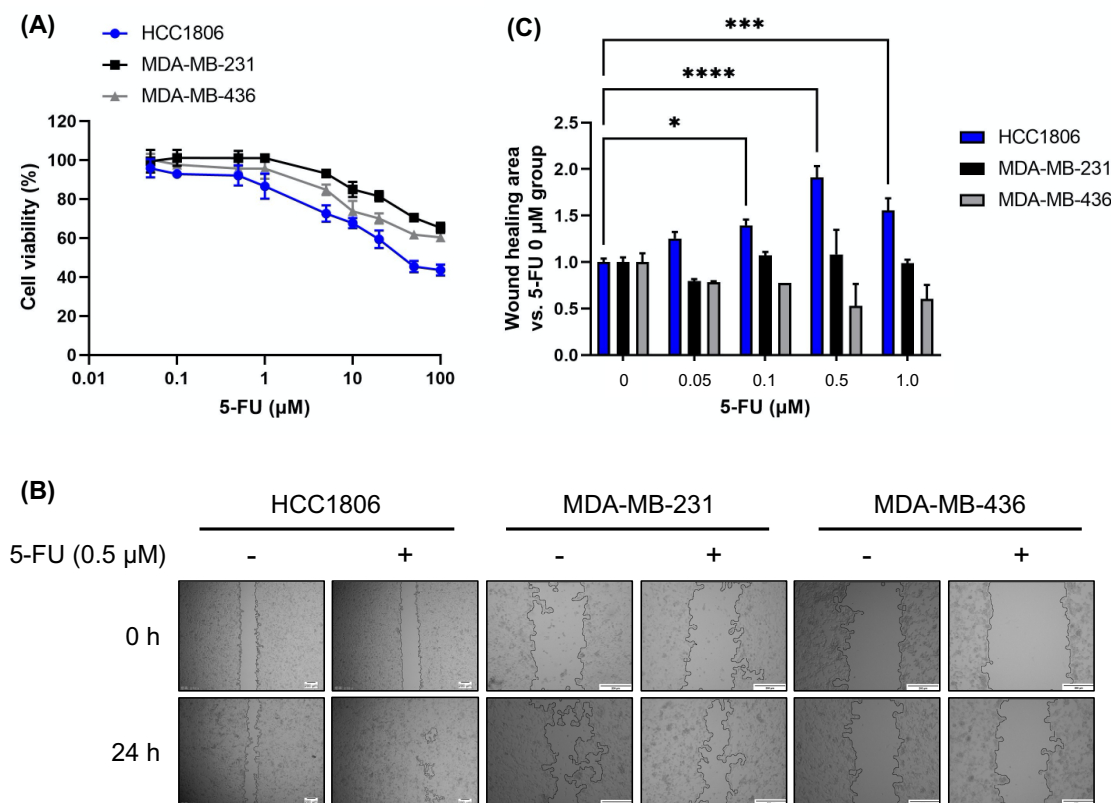 (A)
HCC1806
MDA-MB-231
MDA-MB-436
120
100
80
60
40
20
0
Cell viability (%)
0.01 0.1 1 10 100
5-FU (µM)
(C)
*** 
****
*
2.5
2.0
1.5
1.0
0.5
0.0
Wound healing area
vs. 5-FU 0 µM group
0 0.05 0.1 0.5 1.0
5-FU (µM)
HCC1806
MDA-MB-231
MDA-MB-436
(B)
HCC1806 MDA-MB-231 MDA-MB-436
5-FU (0.5 µM) - + - + - +
0 h
24 h